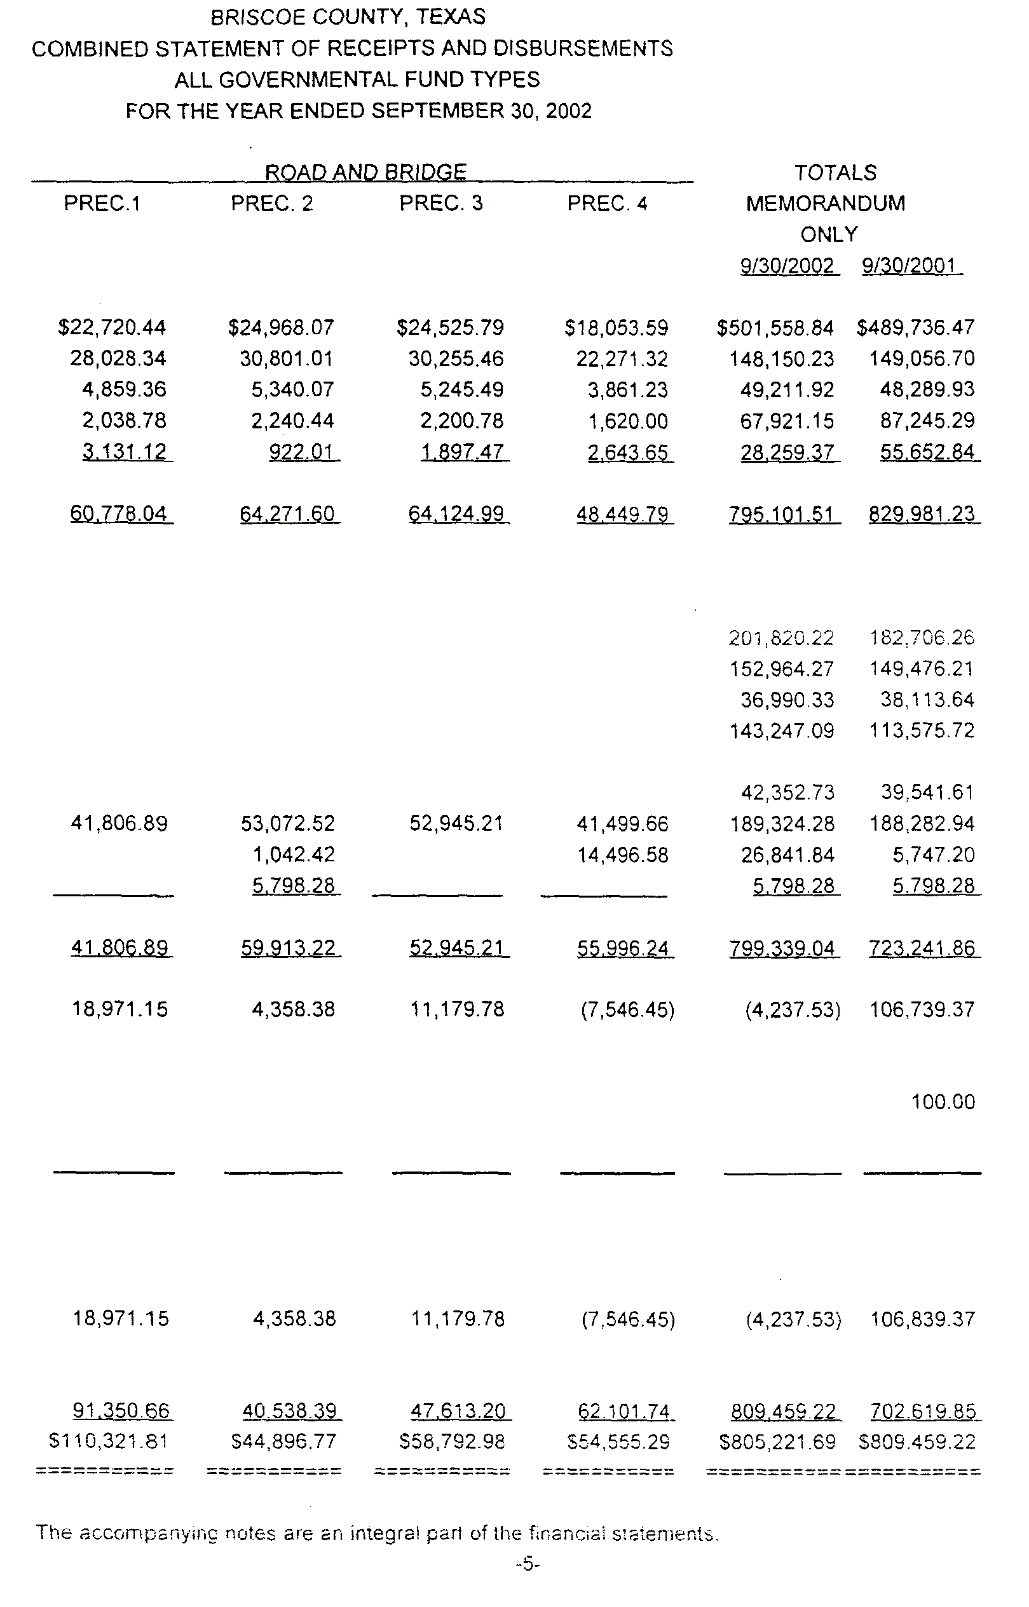 BRISCOE COUNTY, TEXAS
COMBINED STATEMENT OF RECEIPTS AND DISBURSEMENTS
ALL GOVERNMENTAL FUND TYPES
FOR THE YEAR ENDED SEPTEMBER 30, 2002
ROAD AND BRIDGE TOTALS
PREC.1 PREC. 2 PREC. 3 PREC. 4 MEMORANDUM
ONLY
9/30/2002 9/30/2001
$22,720.44 $24,968.07 $24,525.79 $18,053.59 $501,558.84 $489,736.47
28,028.34 30,801.01 30,255.46 22,271.32 148,150.23 149,056.70
4,859.36 5,340.07 5,245.49 3,861.23 49,211.92 48,289.93
2,038.78 2,240.44 2,200.78 1,620.00 67,921.15 87,245.29
3,131.12 922.01 1,897.47 2,643.65 28,259.37 55,652.84
60,778.04 64,271.60 64,124.99 48,449.79 795,101.51 829,981.23
201,820.22 182,706.26
152,964.27 149,476.21
36,990.33 38,113.64
143,247.09 113,575.72
42,352.73 39,541.61
41,806.89 53,072.52 52,945.21 41,499.66 189,324.28 188,282.94
1,042.42 14,496.58 26,841.84 5,747.20
5,798.28 5,798.28 5,798.28
41,806.89 59,913.22 52,945.21 55,996.24 799,339.04 723,241.86
18,971.15 4,358.38 11,179.78 (7,546.45) (4,237.53) 106,739.37
100.00
18,971.15 4,358.38 11,179.78 (7,546.45) (4,237.53) 106,839.37
91,350.66 40,538.39 47,613.20 62,101.74 809,459.22 702,619.85
$110,321.81 $44,896.77 $58,792.98 $54,555.29 $805,221.69 $809,459.22
The accompanying notes are an integral part of the financial statements.
-5-